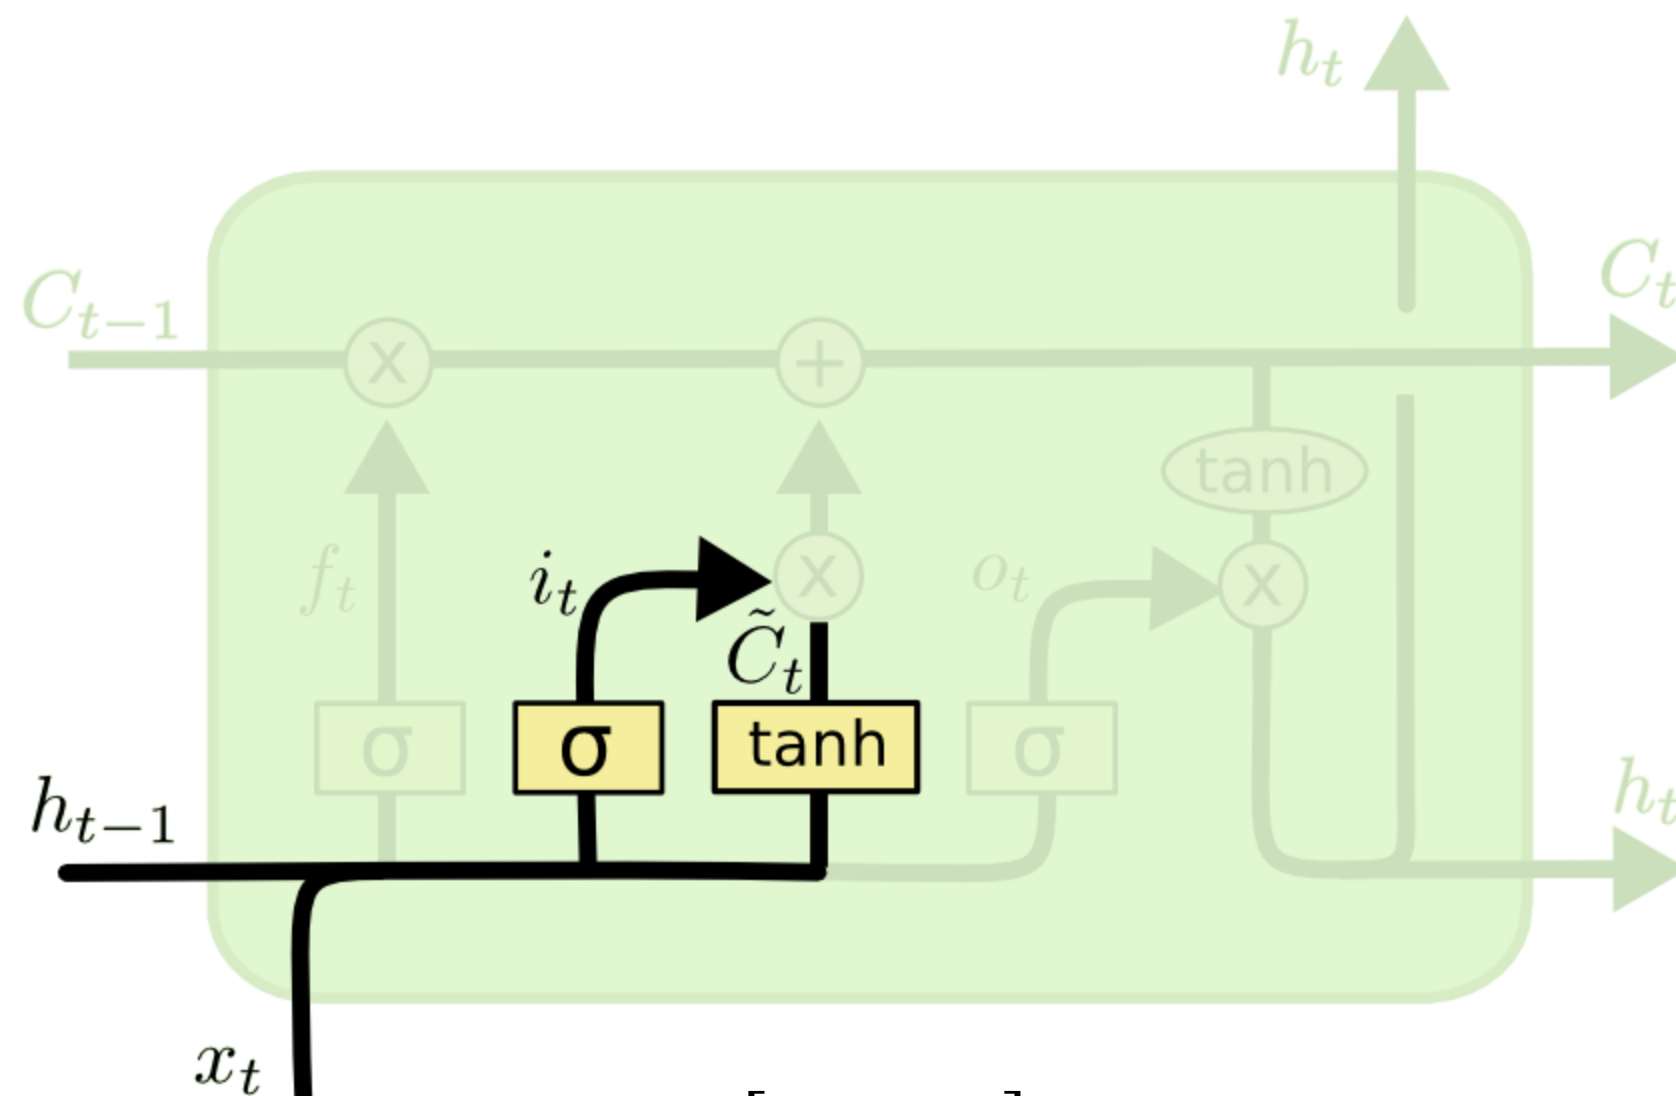 h_t
C_{t-1}
C_t
x
+
tanh
f_t
i_t
x
o_t
x
C̃_t
σ
σ
tanh
σ
h_{t-1}
h_t
x_t